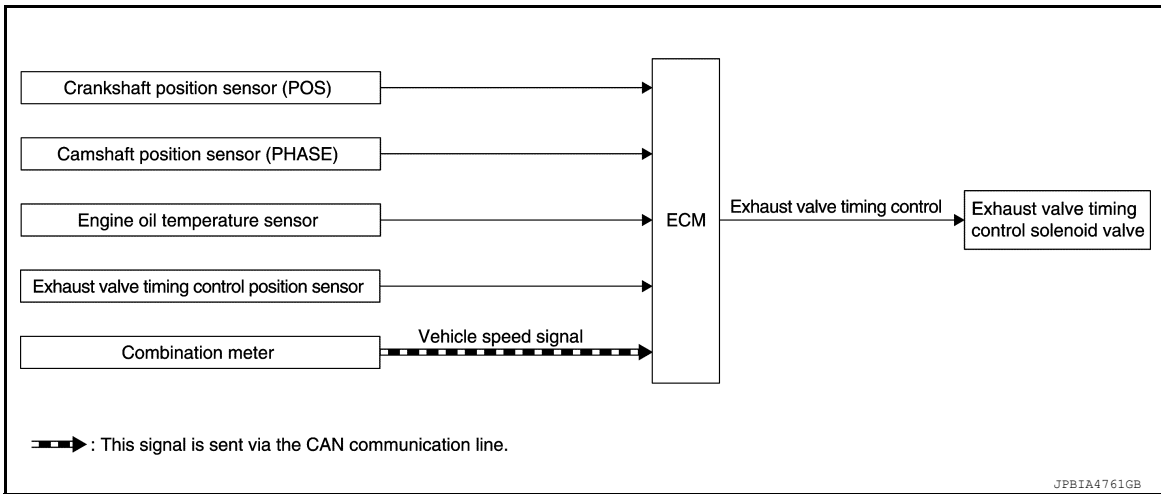 Crankshaft position sensor (POS)
Camshaft position sensor (PHASE)
Engine oil temperature sensor
Exhaust valve timing control position sensor
Combination meter
Vehicle speed signal
ECM
Exhaust valve timing control
Exhaust valve timing
control solenoid valve
: This signal is sent via the CAN communication line.
JPBIA4761GB